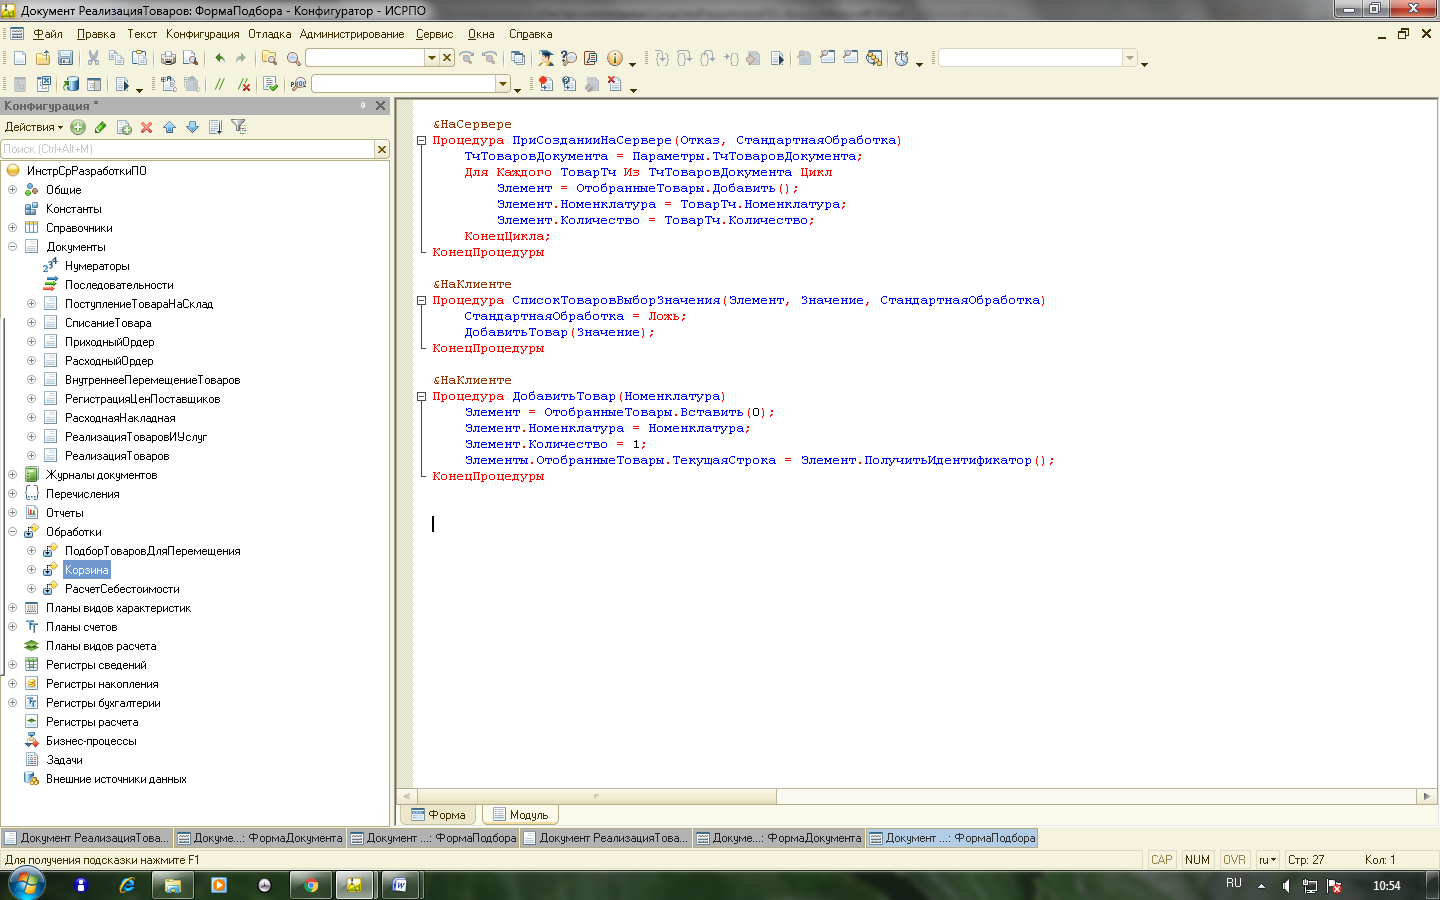 Документ РеализацияТоваров: ФормаПодбора - Конфигуратор - ИСРПО
Файл Правка Текст Конфигурация Отладка Администрирование Сервис Окна Справка
Конфигурация *
Действия
Поиск (Ctrl+Alt+M)
ИнстрСрРазработкиПО
Общие
Константы
Справочники
Документы
Нумераторы
Последовательности
ПоступлениеТовараНаСклад
СписаниеТовара
ПриходныйОрдер
РасходныйОрдер
ВнутреннееПеремещениеТоваров
РегистрацияЦенПоставщиков
РасходнаяНакладная
РеализацияТоваровИУслуг
РеализацияТоваров
Журналы документов
Перечисления
Отчеты
Обработки
ПодборТоваровДляПеремещения
Корзина
РасчетСебестоимости
Планы видов характеристик
Планы счетов
Планы видов расчета
Регистры сведений
Регистры накопления
Регистры бухгалтерии
Регистры расчета
Бизнес-процессы
Задачи
Внешние источники данных
&НаСервере
Процедура ПриСозданииНаСервере(Отказ, СтандартнаяОбработка)
ТчТоваровДокумента = Параметры.ТчТоваровДокумента;
Для Каждого ТоварТч Из ТчТоваровДокумента Цикл
Элемент = ОтобранныеТовары.Добавить();
Элемент.Номенклатура = ТоварТч.Номенклатура;
Элемент.Количество = ТоварТч.Количество;
КонецЦикла;
КонецПроцедуры
&НаКлиенте
Процедура СписокТоваровВыборЗначения(Элемент, Значение, СтандартнаяОбработка)
СтандартнаяОбработка = Ложь;
ДобавитьТовар(Значение);
КонецПроцедуры
&НаКлиенте
Процедура ДобавитьТовар(Номенклатура)
Элемент = ОтобранныеТовары.Вставить(0);
Элемент.Номенклатура = Номенклатура;
Элемент.Количество = 1;
Элементы.ОтобранныеТовары.ТекущаяСтрока = Элемент.ПолучитьИдентификатор();
КонецПроцедуры
Форма Модуль
Документ РеализацияТова... Докуме...: ФормаДокумента Документ ...: ФормаПодбора Документ РеализацияТова... Докуме...: ФормаДокумента Документ ...: ФормаПодбора
Для получения подсказки нажмите F1 CAP NUM OVR ru Стр: 27 Кол: 1
RU 10:54